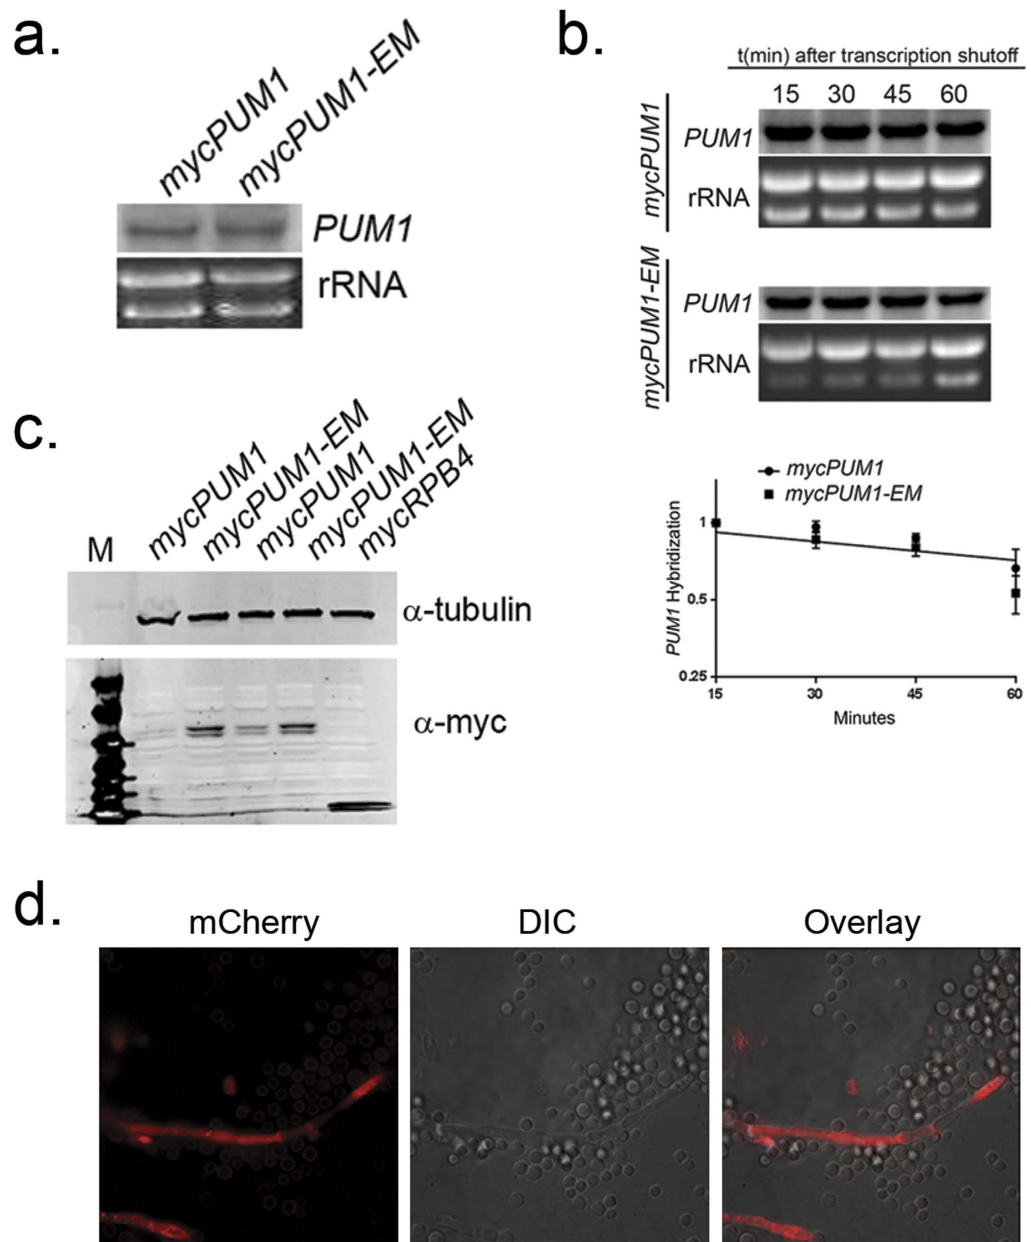 a.
mycPUM1
mycPUM1-EM
PUM1
rRNA
b.
t(min) after transcription shutoff
15 30 45 60
mycPUM1
PUM1
rRNA
mycPUM1-EM
PUM1
rRNA
mycPUM1
mycPUM1-EM
PUM1 Hybridization
1
0.5
0.25
15 30 45 60
Minutes
c.
M
mycPUM1
mycPUM1-EM
mycPUM1
mycPUM1-EM
mycRPB4
α-tubulin
α-myc
d.
mCherry DIC Overlay